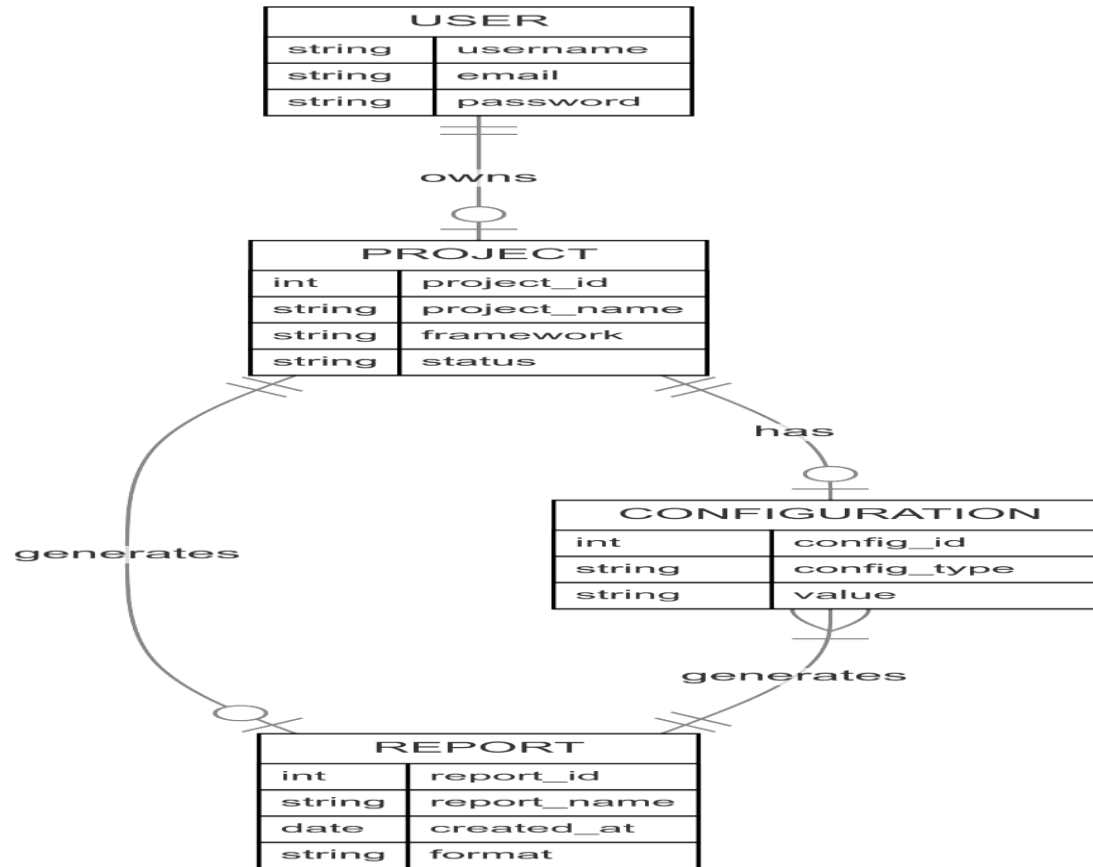 USER
string username
string email
string password
owns
PROJECT
int project_id
string project_name
string framework
string status
has
CONFIGURATION
int config_id
string config_type
string value
generates
generates
REPORT
int report_id
string report_name
date created_at
string format